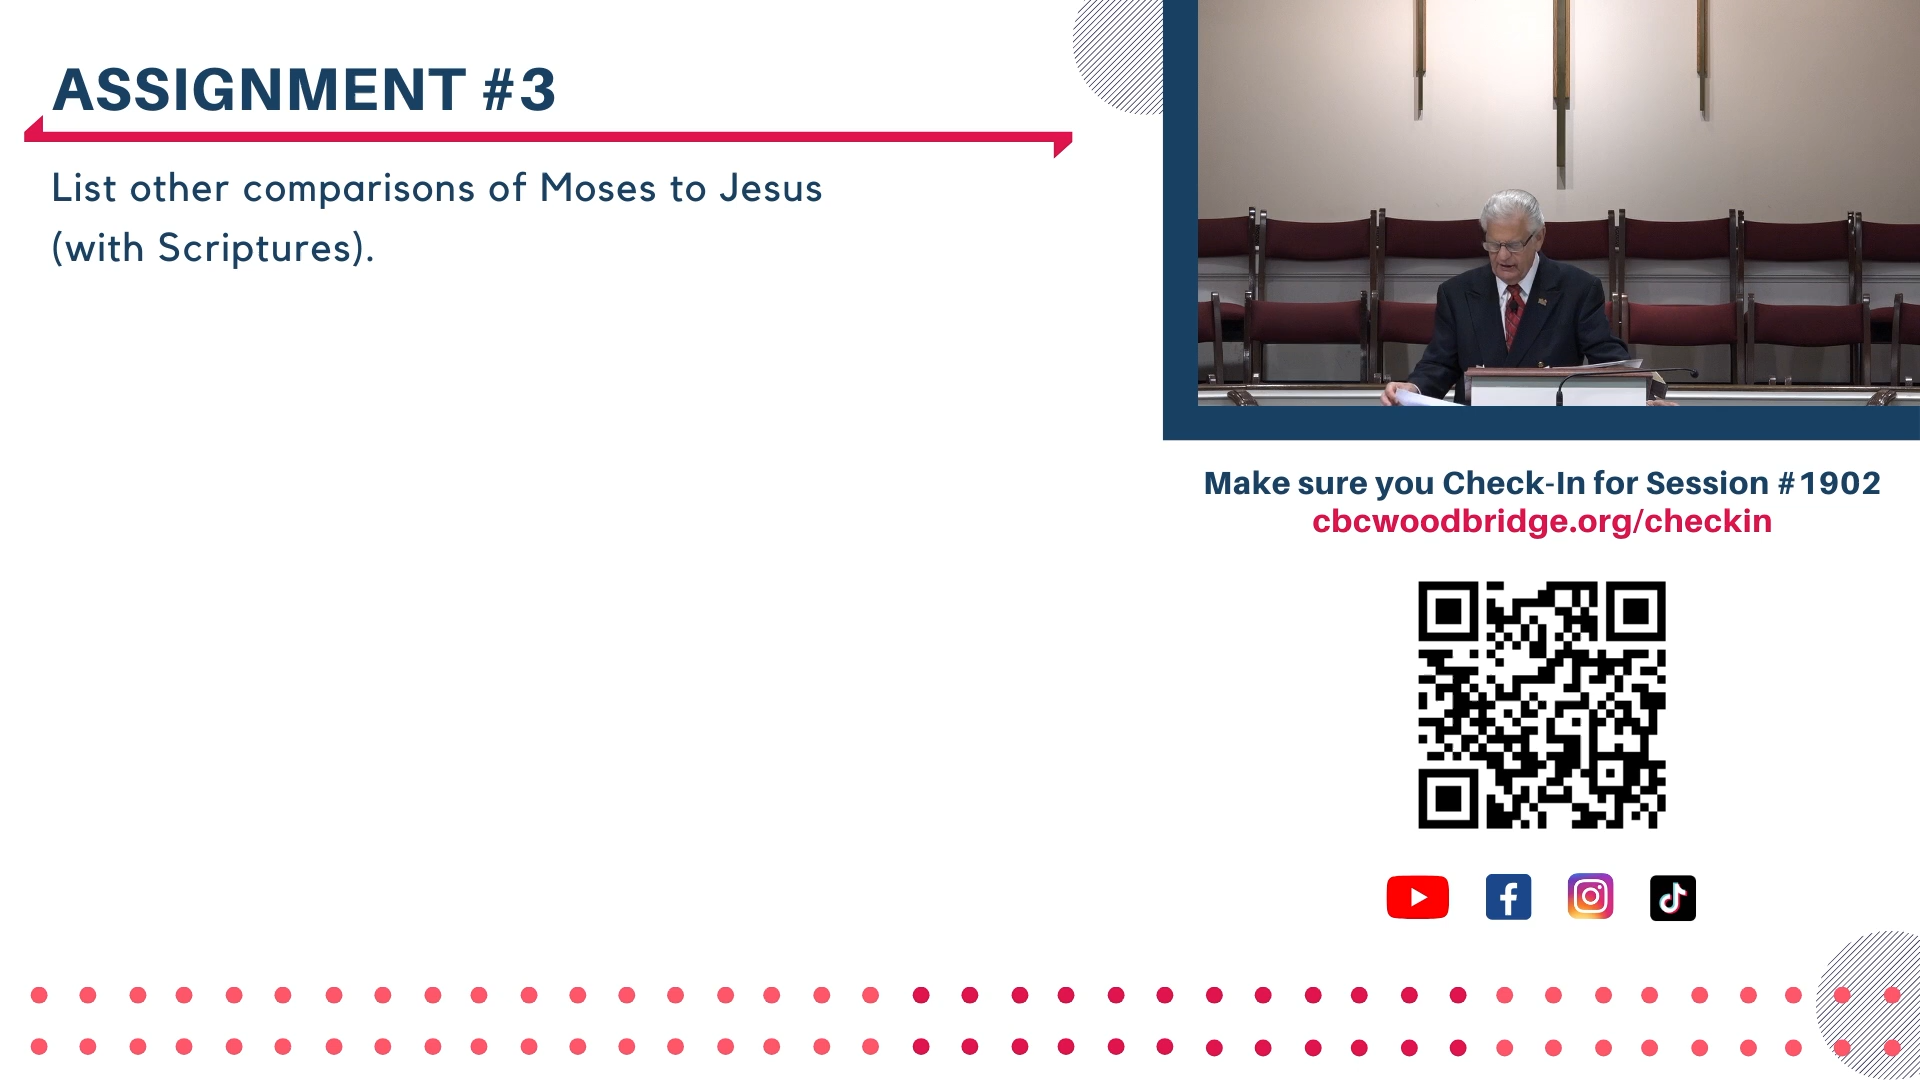 ASSIGNMENT #3
List other comparisons of Moses to Jesus
(with Scriptures).
Make sure you Check-In for Session #1902
cbcwoodbridge.org/checkin